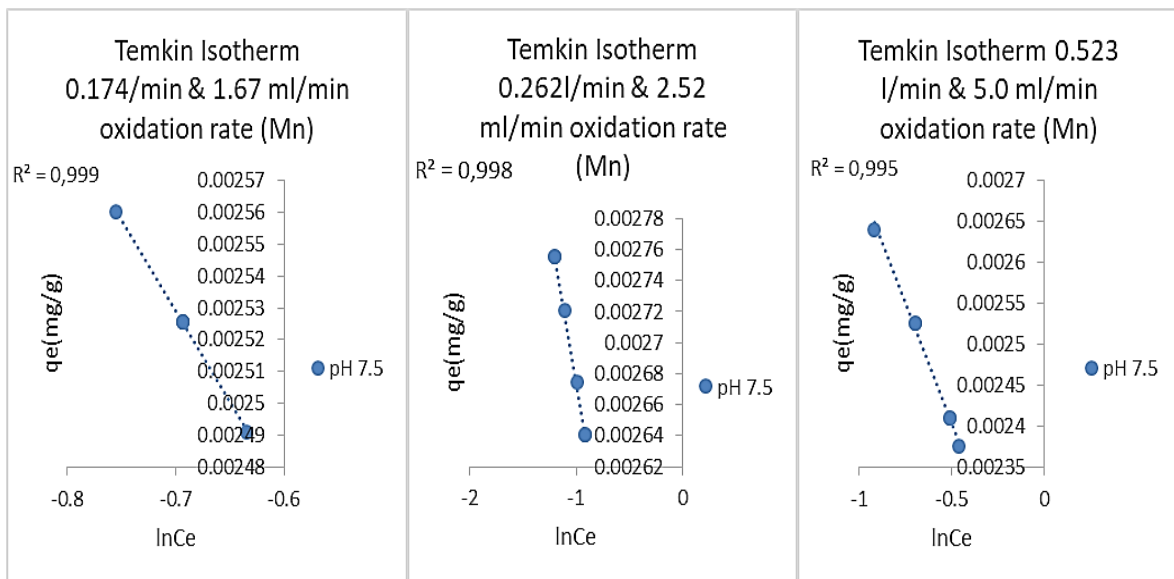 Temkin Isotherm
0.174/min & 1.67 ml/min
oxidation rate (Mn)
R² = 0,999
0.00257
0.00256
0.00255
0.00254
0.00253
0.00252
0.00251
0.0025
0.00249
0.00248
qe(mg/g)
pH 7.5
-0.8
-0.7
-0.6
lnCe
Temkin Isotherm
0.262l/min & 2.52
ml/min oxidation rate
(Mn)
R² = 0,998
0.00278
0.00276
0.00274
0.00272
0.0027
0.00268
0.00266
0.00264
0.00262
qe(mg/g)
pH 7.5
-2
-1
0
lnCe
Temkin Isotherm 0.523
l/min & 5.0 ml/min
oxidation rate (Mn)
R² = 0,995
0.0027
0.00265
0.0026
0.00255
0.0025
0.00245
0.0024
0.00235
qe(mg/g)
pH 7.5
-1
-0.5
0
lnCe